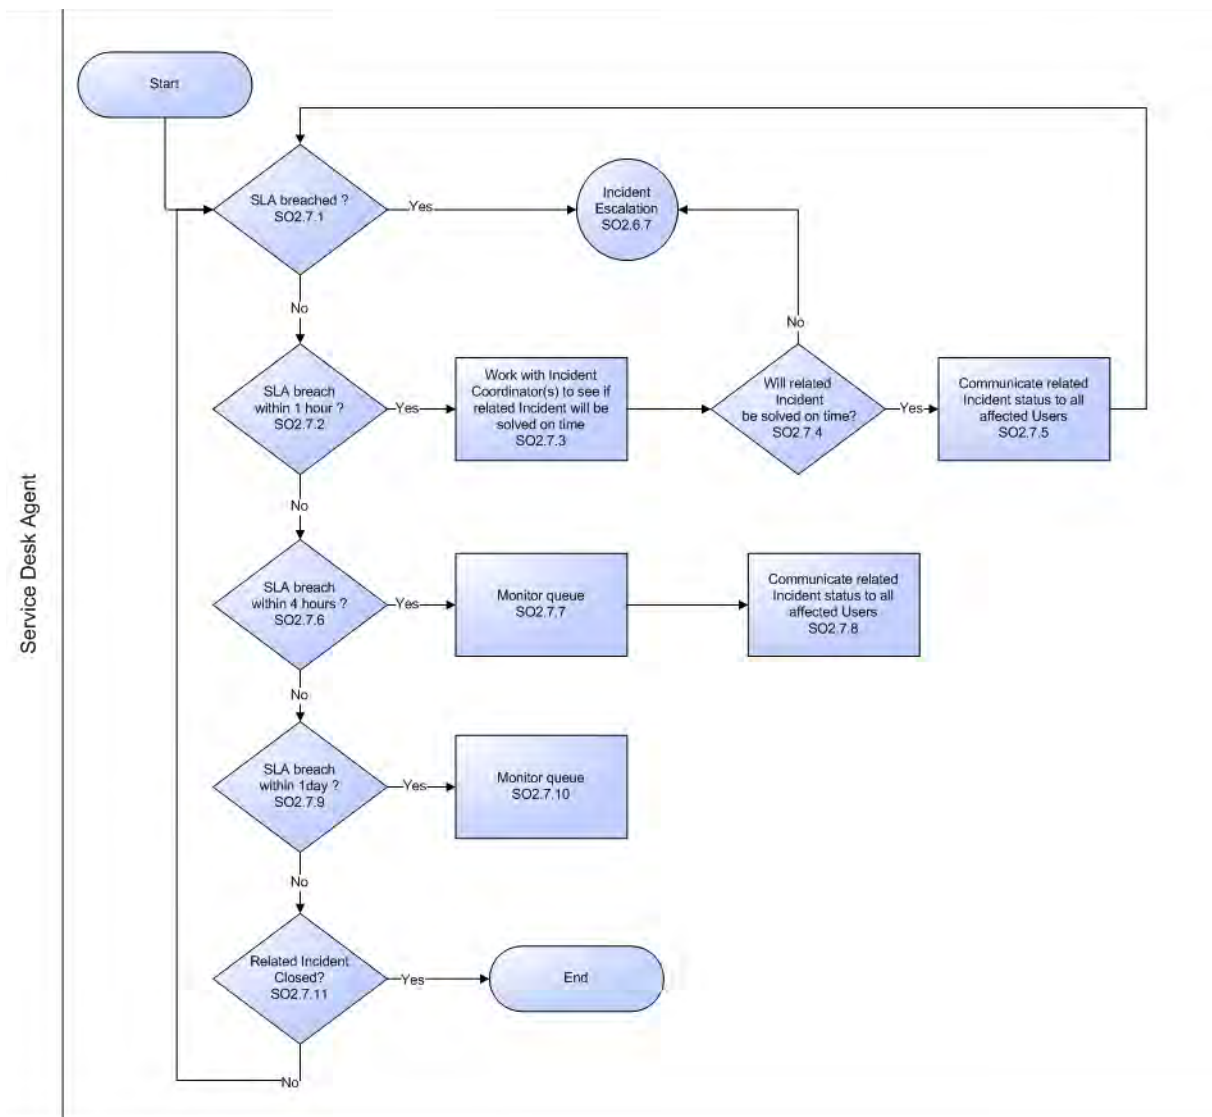 Start
SLA breached ?
SO2.7.1
Yes
Incident
Escalation
SO2.6.7
No
No
SLA breach
within 1 hour ?
SO2.7.2
Yes
Work with Incident
Coordinator(s) to see if
related Incident will be
solved on time
SO2.7.3
Will related
Incident
be solved on time?
SO2.7.4
Yes
Communicate related
Incident status to all
affected Users
SO2.7.5
Service Desk Agent
No
SLA breach
within 4 hours ?
SO2.7.6
Yes
Monitor queue
SO2.7.7
Communicate related
Incident status to all
affected Users
SO2.7.8
No
SLA breach
within 1day ?
SO2.7.9
Yes
Monitor queue
SO2.7.10
No
Related Incident
Closed?
SO2.7.11
Yes
End
No